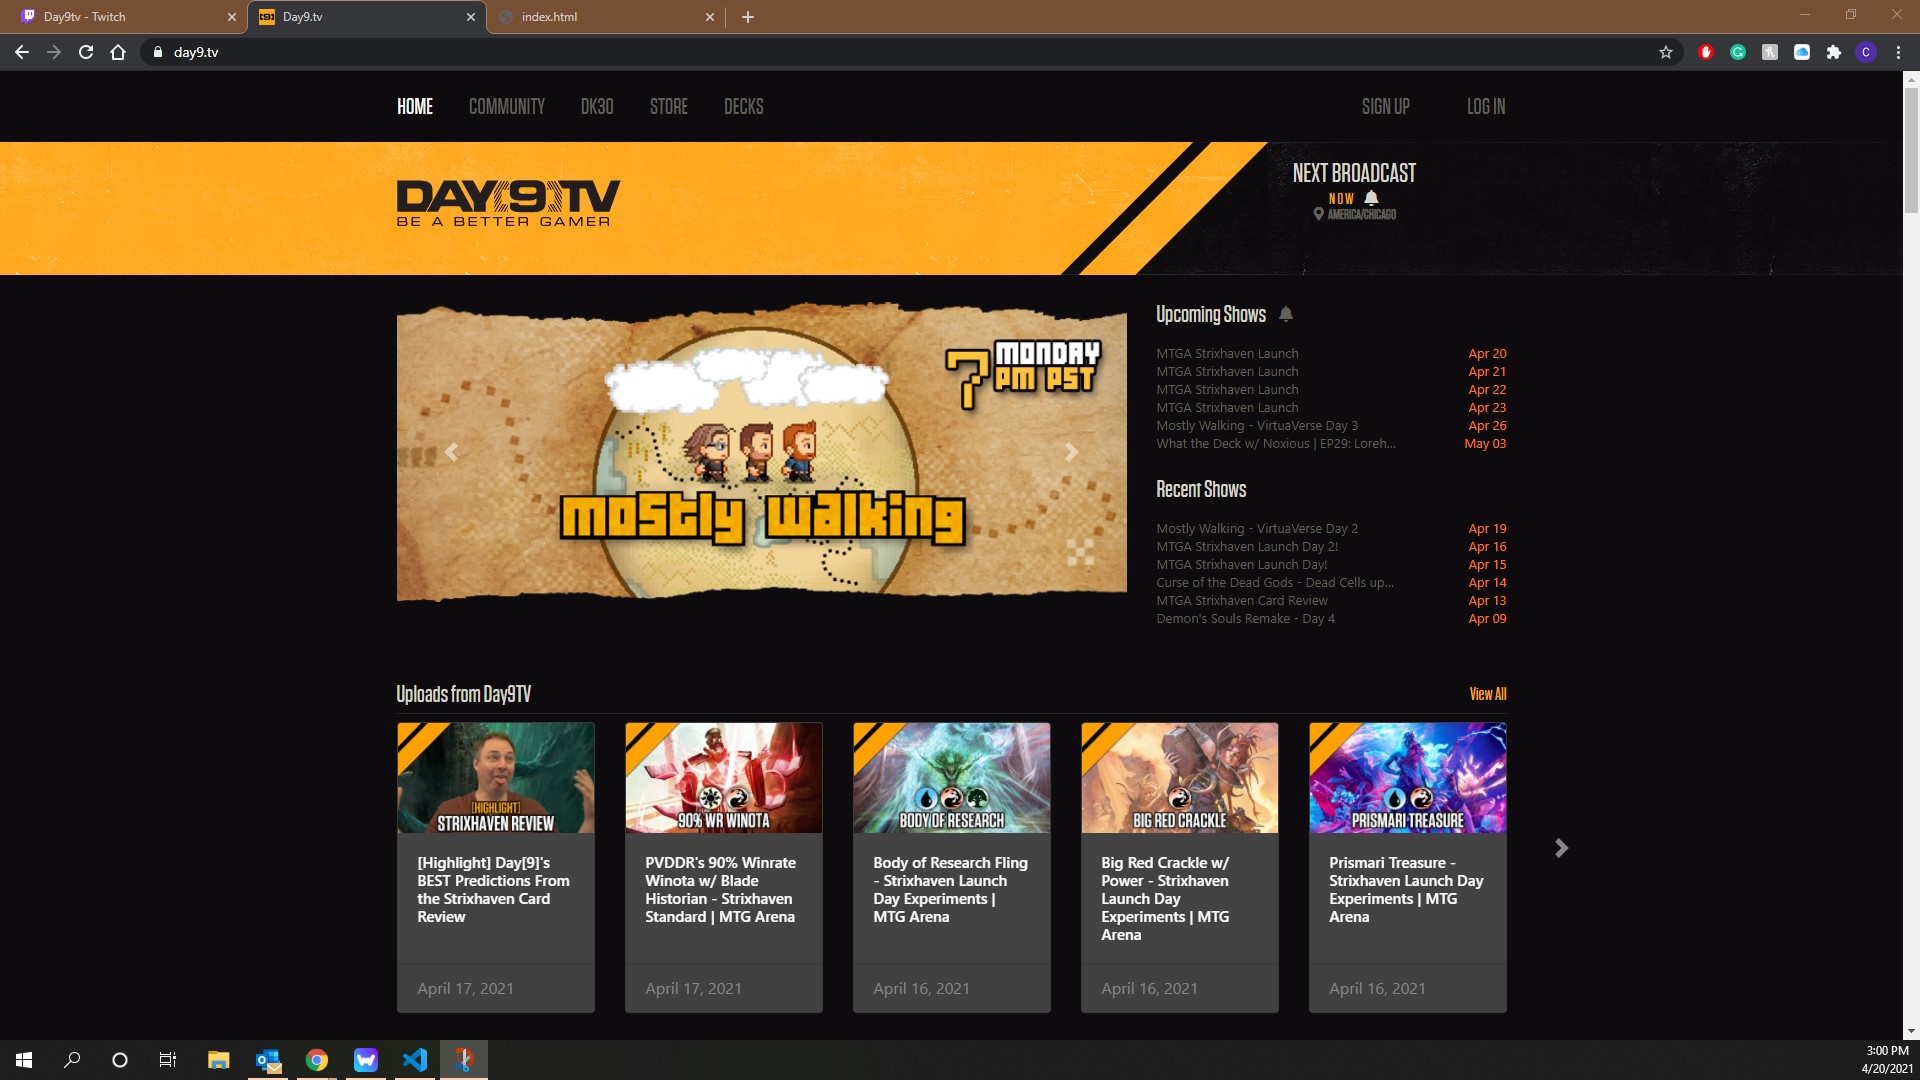 Day9tv - Twitch
Day9.tv
index.html
day9.tv
HOME
COMMUNITY
DK30
STORE
DECKS
SIGN UP
LOG IN
DAY[9]TV
BE A BETTER GAMER
NEXT BROADCAST
NOW
AMERICA/CHICAGO
7 MONDAY
PM PST
mostly walking
Upcoming Shows
MTGA Strixhaven Launch Apr 20
MTGA Strixhaven Launch Apr 21
MTGA Strixhaven Launch Apr 22
MTGA Strixhaven Launch Apr 23
Mostly Walking - VirtuaVerse Day 3 Apr 26
What the Deck w/ Noxious | EP29: Loreh... May 03
Recent Shows
Mostly Walking - VirtuaVerse Day 2 Apr 19
MTGA Strixhaven Launch Day 2! Apr 16
MTGA Strixhaven Launch Day! Apr 15
Curse of the Dead Gods - Dead Cells up... Apr 14
MTGA Strixhaven Card Review Apr 13
Demon's Souls Remake - Day 4 Apr 09
Uploads from Day9TV
View All
[HIGHLIGHT]
STRIXHAVEN REVIEW
[Highlight] Day[9]'s
BEST Predictions From
the Strixhaven Card
Review
April 17, 2021
90% WR WINOTA
PVDDR's 90% Winrate
Winota w/ Blade
Historian - Strixhaven
Standard | MTG Arena
April 17, 2021
BODY OF RESEARCH
Body of Research Fling
- Strixhaven Launch
Day Experiments |
MTG Arena
April 16, 2021
BIG RED CRACKLE
Big Red Crackle w/
Power - Strixhaven
Launch Day
Experiments | MTG
Arena
April 16, 2021
PRISMARI TREASURE
Prismari Treasure -
Strixhaven Launch Day
Experiments | MTG
Arena
April 16, 2021
3:00 PM
4/20/2021